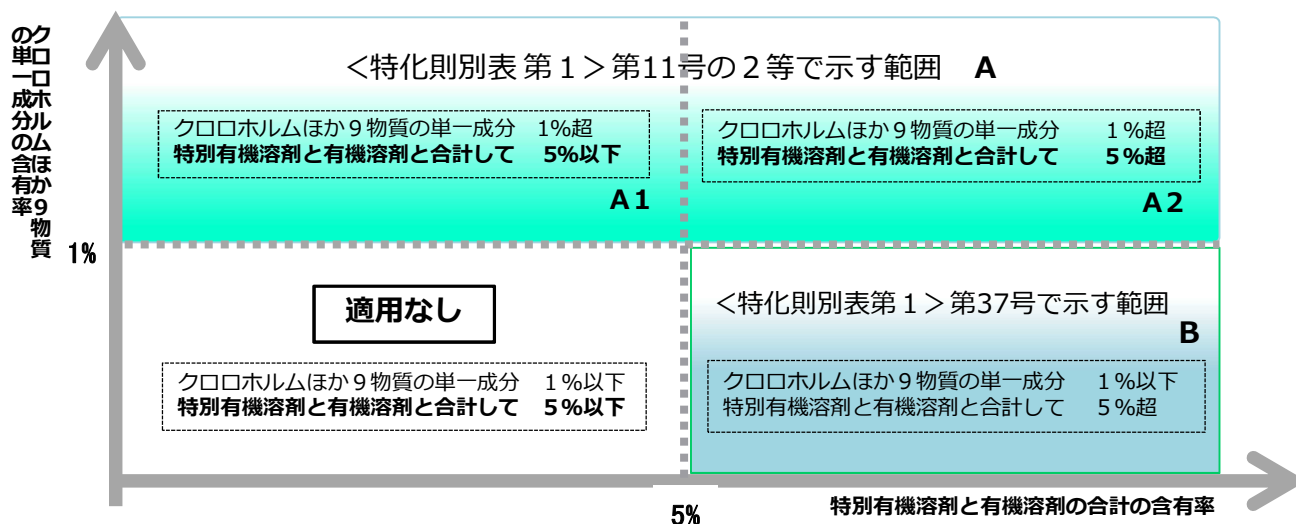 クロロホルムほか９物質
の単一成分の含有率
＜特化則別表 第１＞第11号の２等で示す範囲 A
クロロホルムほか９物質の単一成分 1%超
特別有機溶剤と有機溶剤と合計して 5%以下
A１
クロロホルムほか９物質の単一成分 １%超
特別有機溶剤と有機溶剤と合計して ５%超
A２
1%
適用なし
クロロホルムほか９物質の単一成分 １%以下
特別有機溶剤と有機溶剤と合計して ５%以下
＜特化則別表第１＞第37号で示す範囲
B
クロロホルムほか９物質の単一成分 １%以下
特別有機溶剤と有機溶剤と合計して ５%超
5%
特別有機溶剤と有機溶剤の合計の含有率